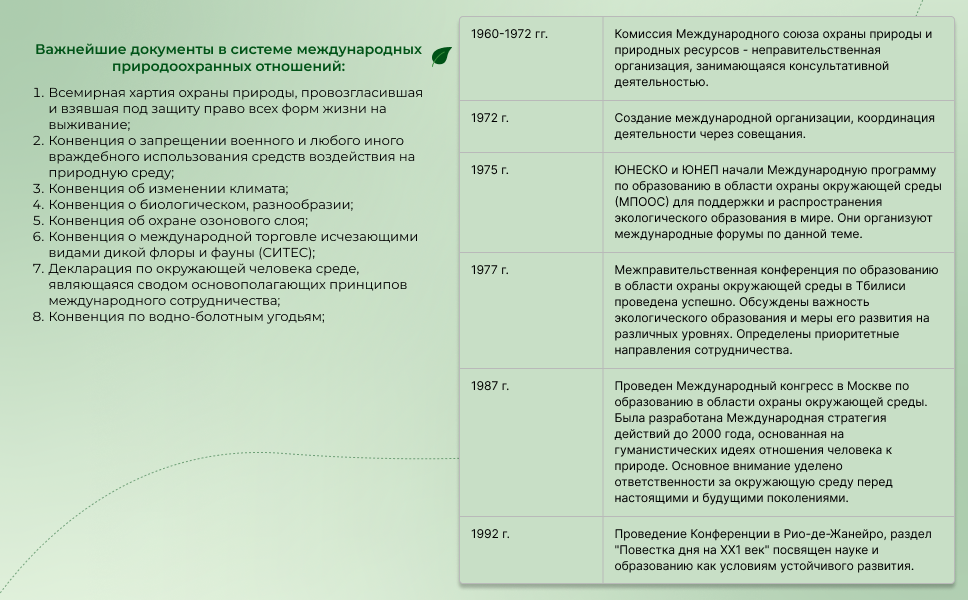 Важнейшие документы в системе международных
природоохранных отношений:
1. Всемирная хартия охраны природы, провозгласившая
и взявшая под защиту право всех форм жизни на
выживание;
2. Конвенция о запрещении военного и любого иного
враждебного использования средств воздействия на
природную среду;
3. Конвенция об изменении климата;
4. Конвенция о биологическом, разнообразии;
5. Конвенция об охране озонового слоя;
6. Конвенция о международной торговле исчезающими
видами дикой флоры и фауны (СИТЕС);
7. Декларация по окружающей человека среде,
являющаяся сводом основополагающих принципов
международного сотрудничества;
8. Конвенция по водно-болотным угодьям;
1960-1972 гг.
Комиссия Международного союза охраны природы и
природных ресурсов - неправительственная
организация, занимающаяся консультативной
деятельностью.
1972 г.
Создание международной организации, координация
деятельности через совещания.
1975 г.
ЮНЕСКО и ЮНЕП начали Международную программу
по образованию в области охраны окружающей среды
(МПООС) для поддержки и распространения
экологического образования в мире. Они организуют
международные форумы по данной теме.
1977 г.
Межправительственная конференция по образованию
в области охраны окружающей среды в Тбилиси
проведена успешно. Обсуждены важность
экологического образования и меры его развития на
различных уровнях. Определены приоритетные
направления сотрудничества.
1987 г.
Проведен Международный конгресс в Москве по
образованию в области охраны окружающей среды.
Была разработана Международная стратегия
действий до 2000 года, основанная на
гуманистических идеях отношения человека к
природе. Основное внимание уделено
ответственности за окружающую среду перед
настоящими и будущими поколениями.
1992 г.
Проведение Конференции в Рио-де-Жанейро, раздел
"Повестка дня на XX1 век" посвящен науке и
образованию как условиям устойчивого развития.